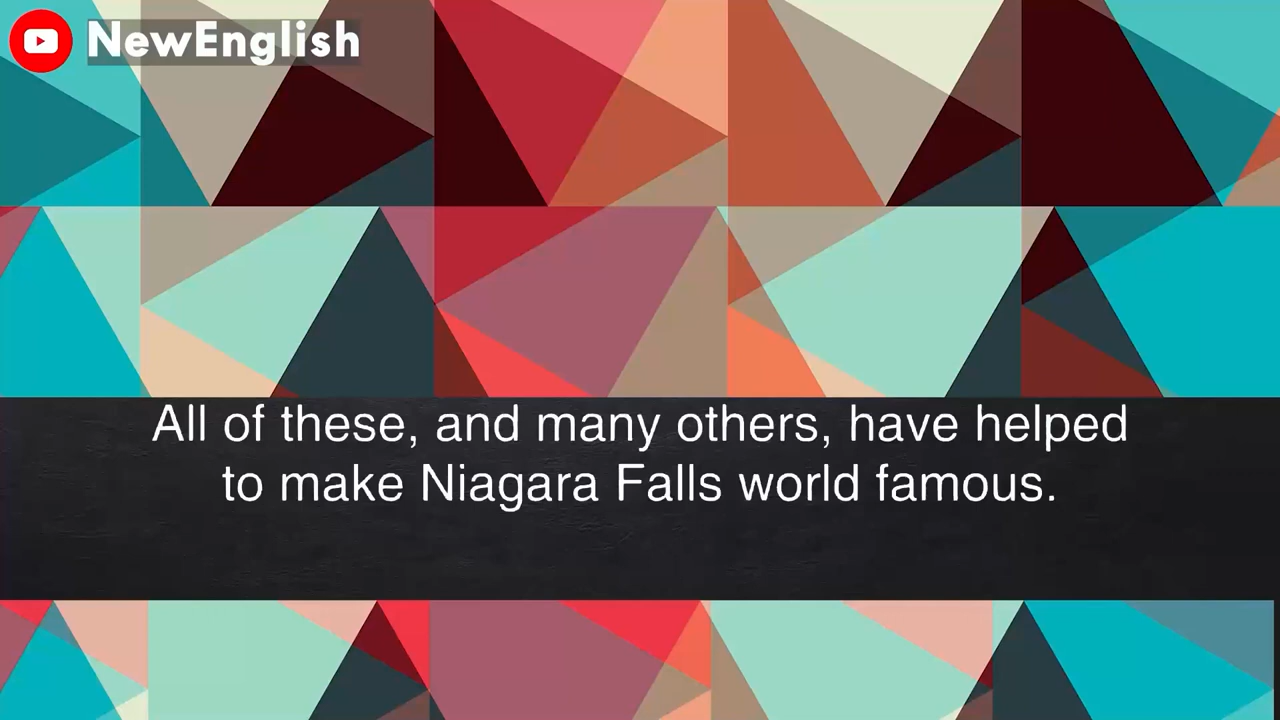 NewEnglish
All of these, and many others, have helped
to make Niagara Falls world famous.